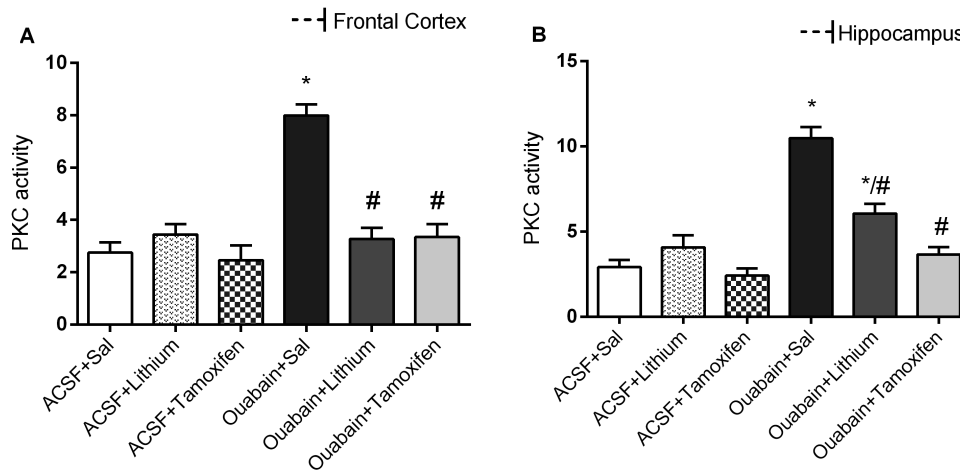 A
Frontal Cortex
PKC activity
10
8
6
4
2
0
*
#
#
ACSF+Sal
ACSF+Lithium
ACSF+Tamoxifen
Ouabain+Sal
Ouabain+Lithium
Ouabain+Tamoxifen
B
Hippocampus
PKC activity
15
10
5
0
*
*/#
#
ACSF+Sal
ACSF+Lithium
ACSF+Tamoxifen
Ouabain+Sal
Ouabain+Lithium
Ouabain+Tamoxifen